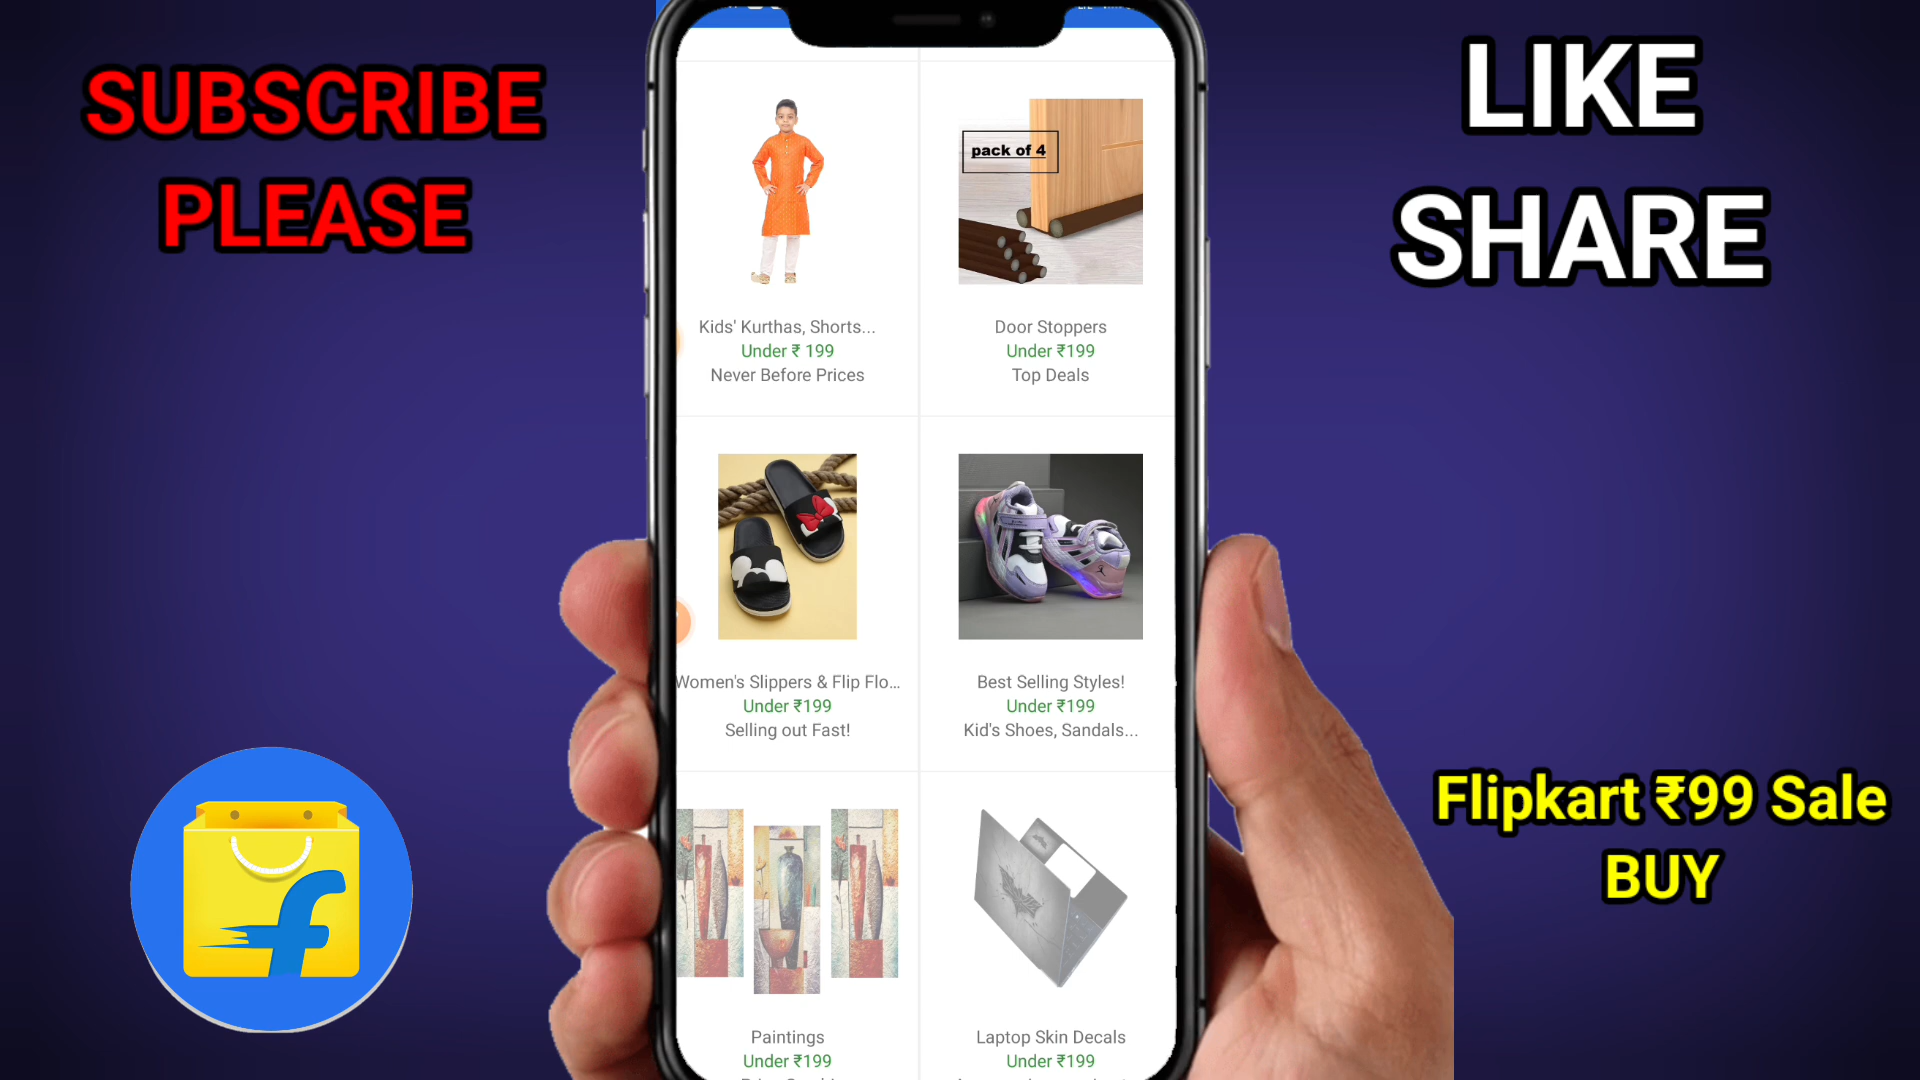 SUBSCRIBE
PLEASE
LIKE
SHARE
pack of 4
Kids' Kurthas, Shorts...
Under ₹ 199
Never Before Prices
Door Stoppers
Under ₹199
Top Deals
Women's Slippers & Flip Flo...
Under ₹199
Selling out Fast!
Best Selling Styles!
Under ₹199
Kid's Shoes, Sandals...
Paintings
Under ₹199
Laptop Skin Decals
Under ₹199
Flipkart ₹99 Sale
BUY